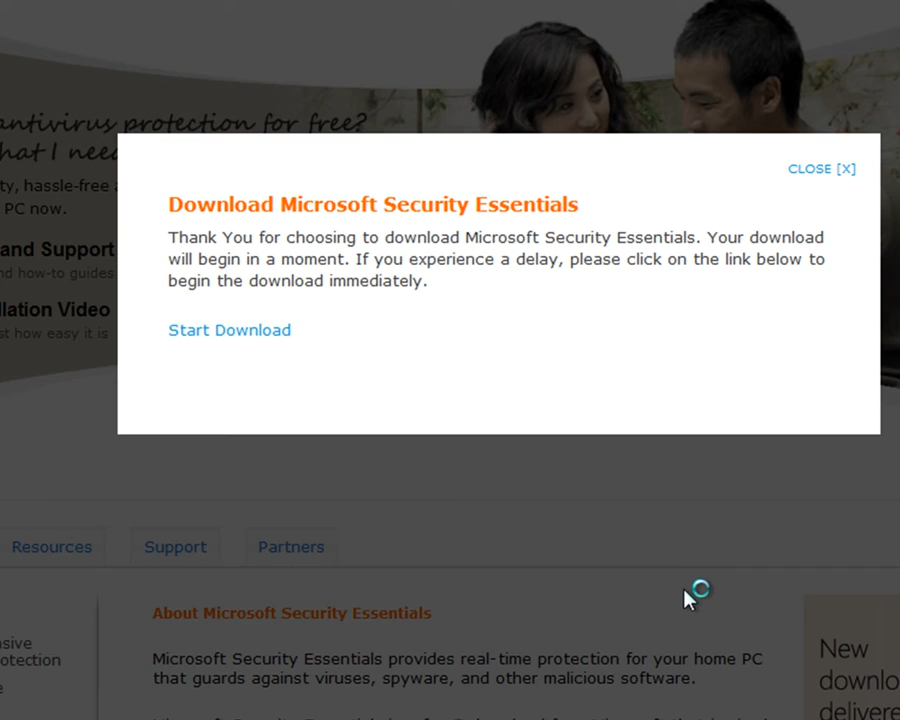 antivirus protection for free?
hat I need
ty, hassle-free
PC now.
and Support
nd how-to guides
llation Video
st how easy it is
CLOSE [X]
Download Microsoft Security Essentials
Thank You for choosing to download Microsoft Security Essentials. Your download
will begin in a moment. If you experience a delay, please click on the link below to
begin the download immediately.
Start Download
Resources
Support
Partners
nsive
otection
e
About Microsoft Security Essentials
Microsoft Security Essentials provides real-time protection for your home PC
that guards against viruses, spyware, and other malicious software.
New
downlo
delivere